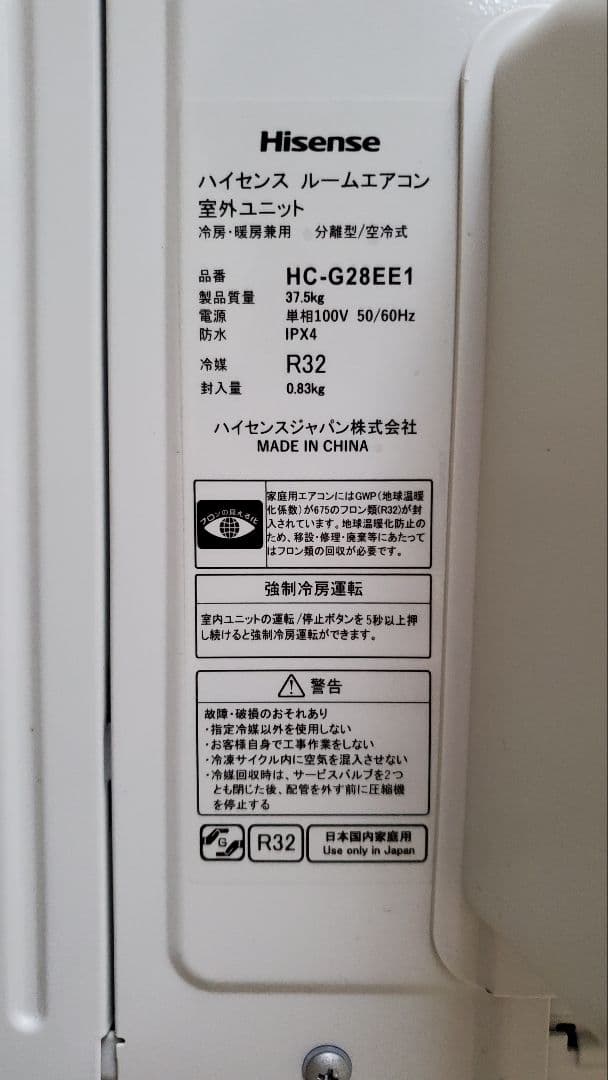 Hisense
ハイセンス ルームエアコン
室外ユニット
冷房・暖房兼用 分離型/空冷式
品番 HC-G28EE1
製品質量 37.5kg
電源 単相100V 50/60Hz
防水 IPX4
冷媒 R32
封入量 0.83kg
ハイセンスジャパン株式会社
MADE IN CHINA
フロンの見える化
家庭用エアコンにはGWP(地球温暖
化係数)が675のフロン類(R32)が封
入されています。地球温暖化防止の
ため、移設・修理・廃棄等にあたって
はフロン類の回収が必要です。
強制冷房運転
室内ユニットの運転/停止ボタンを5秒以上押
し続けると強制冷房運転ができます。
警告
故障・破損のおそれあり
・指定冷媒以外を使用しない
・お客様自身で工事作業をしない
・冷凍サイクル内に空気を混入させない
・冷媒回収時は、サービスバルブを2つ
とも閉じた後、配管を外す前に圧縮機
を停止する
G R32 日本国内家庭用
Use only in Japan